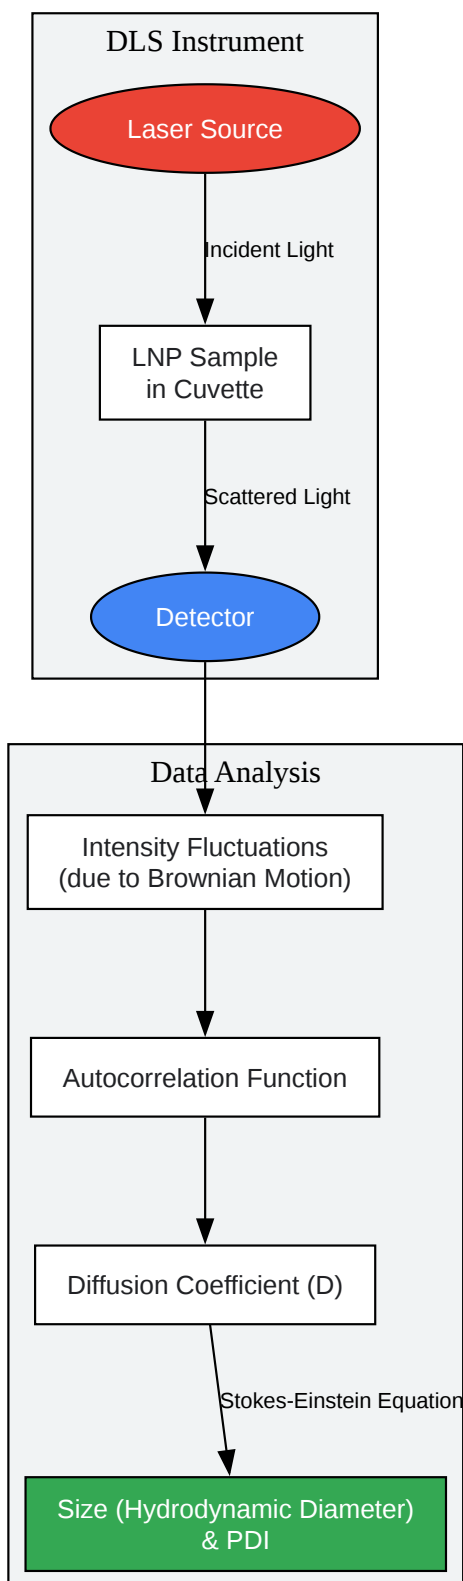 DLS Instrument
Laser Source
Incident Light
LNP Sample
in Cuvette
Scattered Light
Detector
Data Analysis
Intensity Fluctuations
(due to Brownian Motion)
Autocorrelation Function
Diffusion Coefficient (D)
Stokes-Einstein Equation
Size (Hydrodynamic Diameter)
& PDI